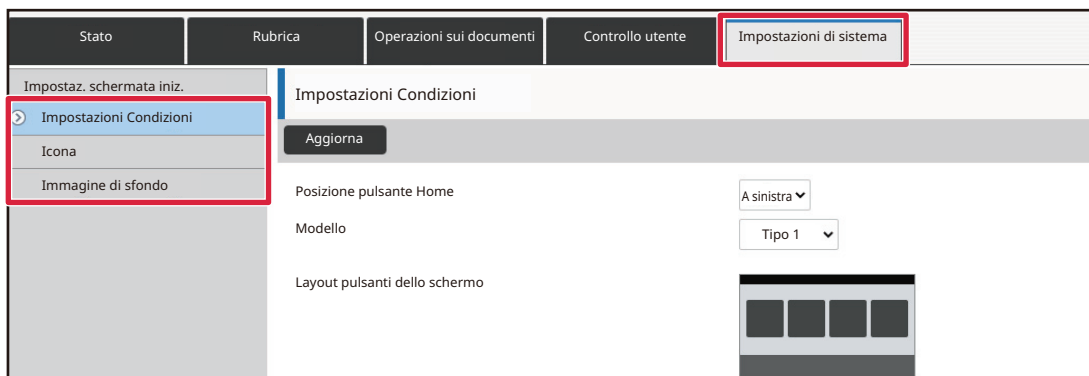 Stato
Rubrica
Operazioni sui documenti
Controllo utente
Impostazioni di sistema
Impostaz. schermata iniz.
Impostazioni Condizioni
Icona
Immagine di sfondo
Impostazioni Condizioni
Aggiorna
Posizione pulsante Home
A sinistra
Modello
Tipo 1
Layout pulsanti dello schermo